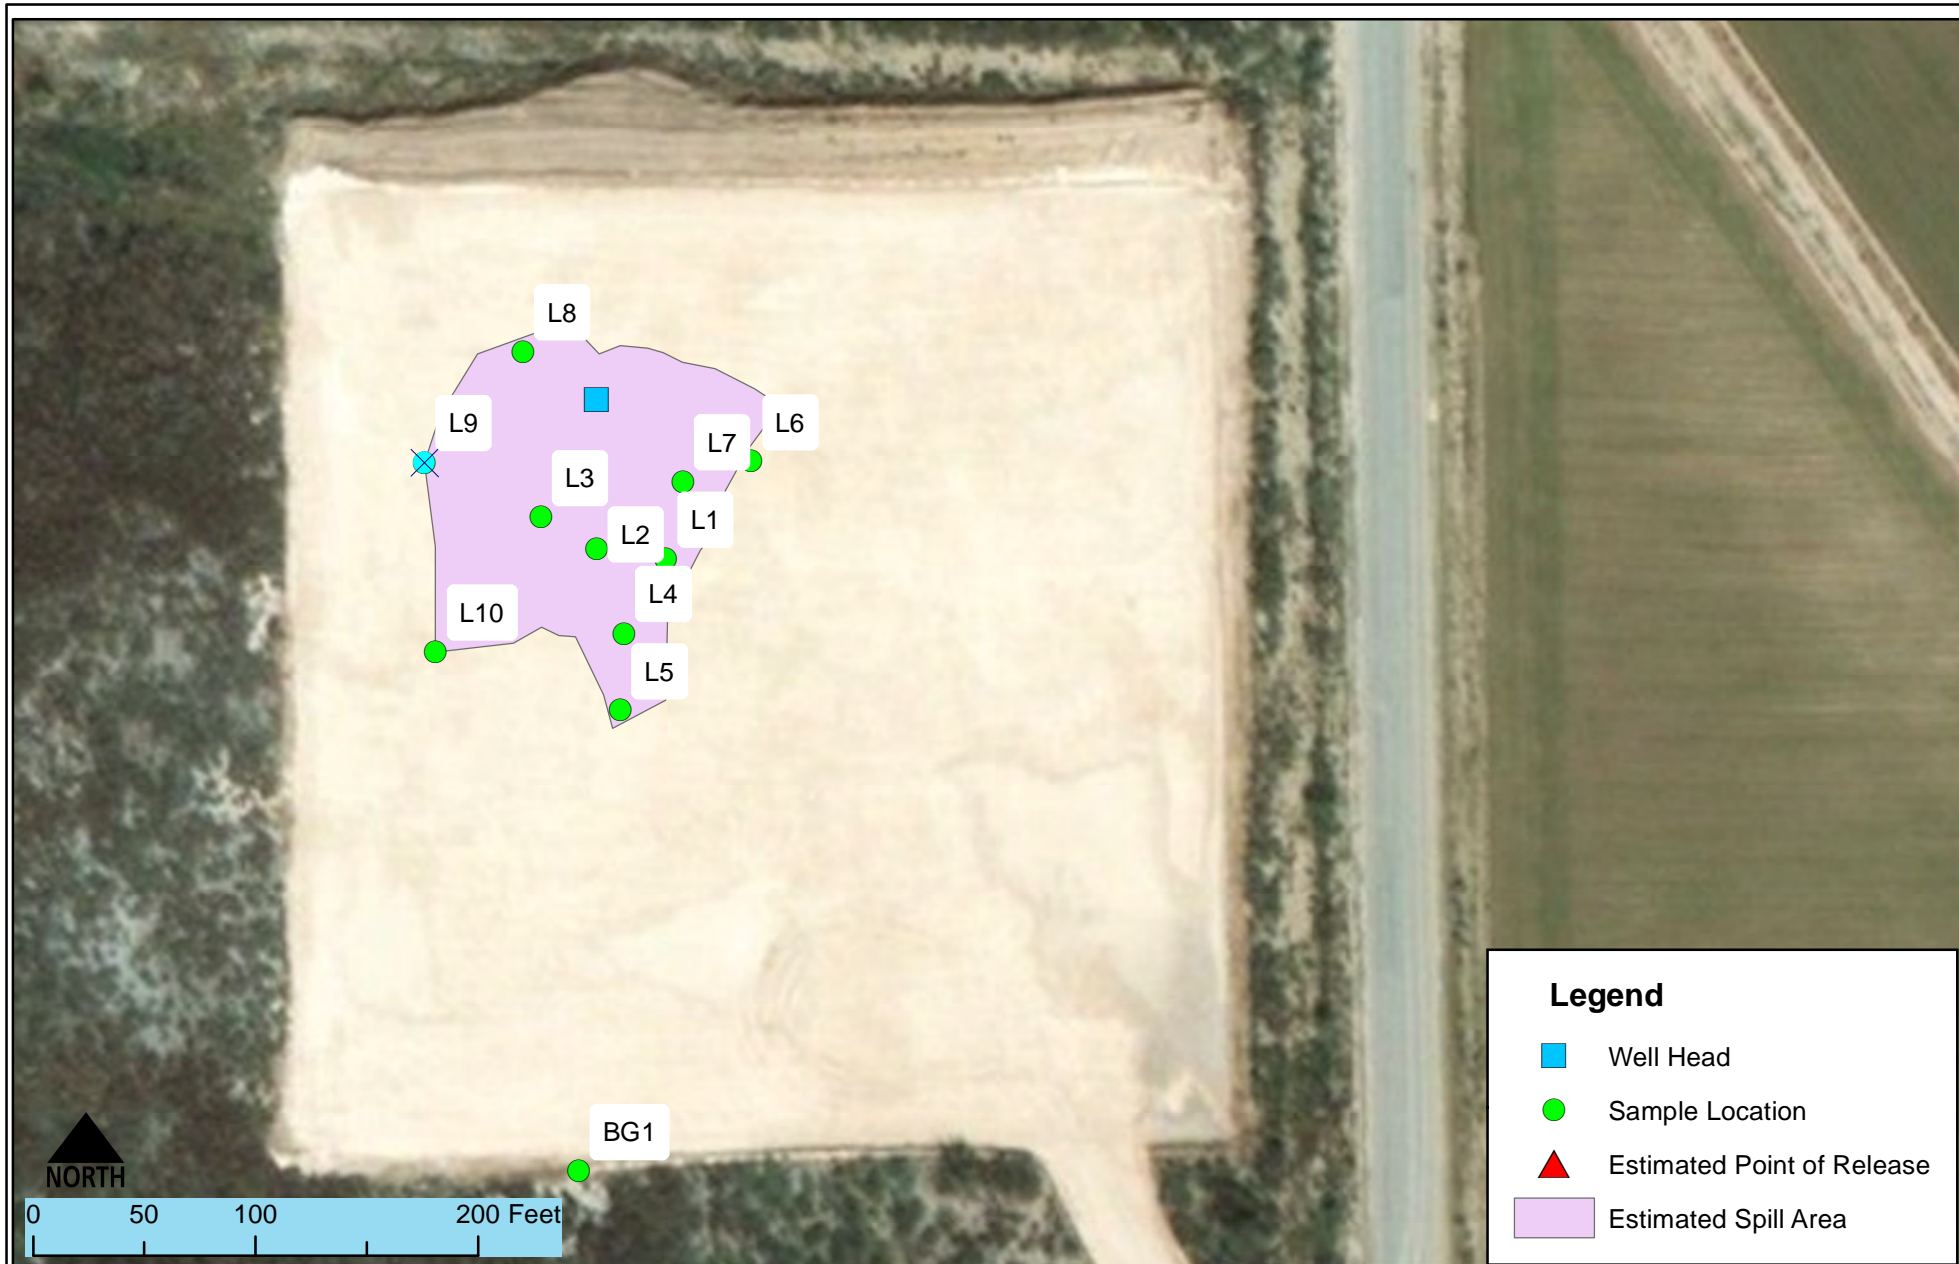 L8
L9
L6
L7
L3
L1
L2
L4
L10
L5
BG1
NORTH
0 50 100 200 Feet
Legend
Well Head
Sample Location
Estimated Point of Release
Estimated Spill Area